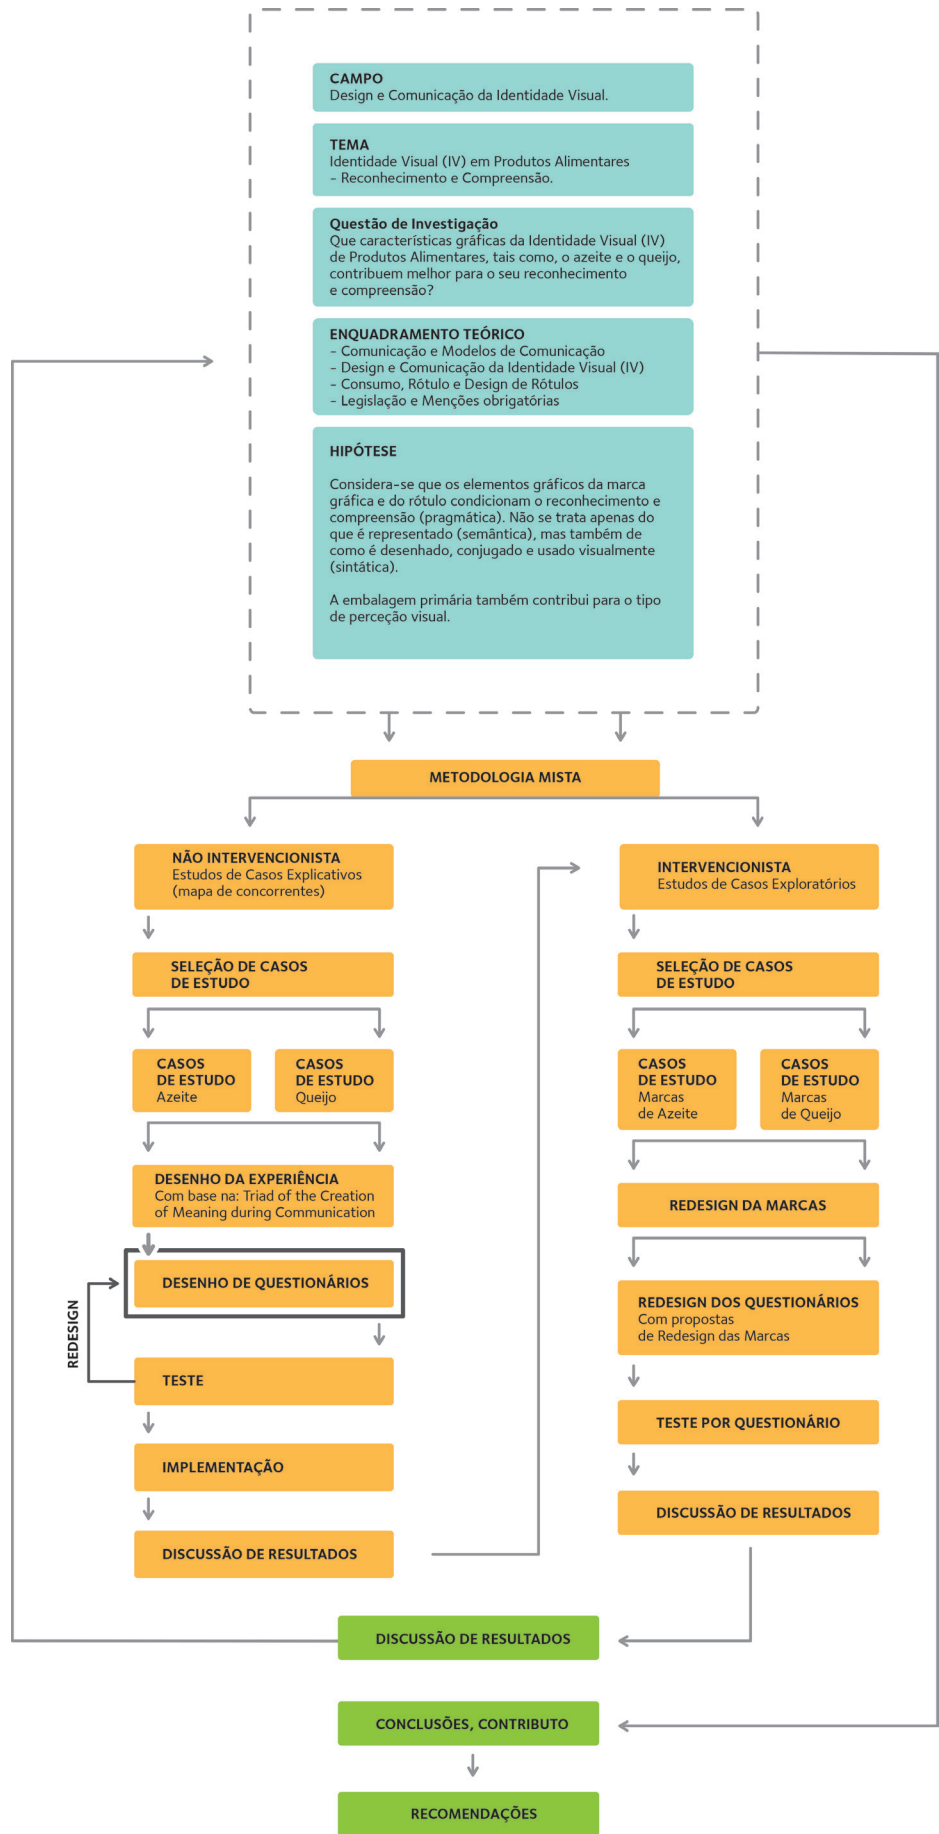 CAMPO
Design e Comunicação da Identidade Visual.
TEMA
Identidade Visual (IV) em Produtos Alimentares
- Reconhecimento e Compreensão.
Questão de Investigação
Que características gráficas da Identidade Visual (IV)
de Produtos Alimentares, tais como, o azeite e o queijo,
contribuem melhor para o seu reconhecimento
e compreensão?
ENQUADRAMENTO TEÓRICO
- Comunicação e Modelos de Comunicação
- Design e Comunicação da Identidade Visual (IV)
- Consumo, Rótulo e Design de Rótulos
- Legislação e Menções obrigatórias
HIPÓTESE
Considera-se que os elementos gráficos da marca
gráfica e do rótulo condicionam o reconhecimento e
compreensão (pragmática). Não se trata apenas do
que é representado (semântica), mas também de
como é desenhado, conjugado e usado visualmente
(sintática).
A embalagem primária também contribui para o tipo
de perceção visual.
METODOLOGIA MISTA
NÃO INTERVENCIONISTA
Estudos de Casos Explicativos
(mapa de concorrentes)
SELEÇÃO DE CASOS
DE ESTUDO
CASOS
DE ESTUDO
Azeite
CASOS
DE ESTUDO
Queijo
DESENHO DA EXPERIÊNCIA
Com base na: Triad of the Creation
of Meaning during Communication
DESENHO DE QUESTIONÁRIOS
REDESIGN
TESTE
IMPLEMENTAÇÃO
DISCUSSÃO DE RESULTADOS
INTERVENCIONISTA
Estudos de Casos Exploratórios
SELEÇÃO DE CASOS
DE ESTUDO
CASOS
DE ESTUDO
Marcas
de Azeite
CASOS
DE ESTUDO
Marcas
de Queijo
REDESIGN DA MARCAS
REDESIGN DOS QUESTIONÁRIOS
Com propostas
de Redesign das Marcas
TESTE POR QUESTIONÁRIO
DISCUSSÃO DE RESULTADOS
DISCUSSÃO DE RESULTADOS
CONCLUSÕES, CONTRIBUTO
RECOMENDAÇÕES